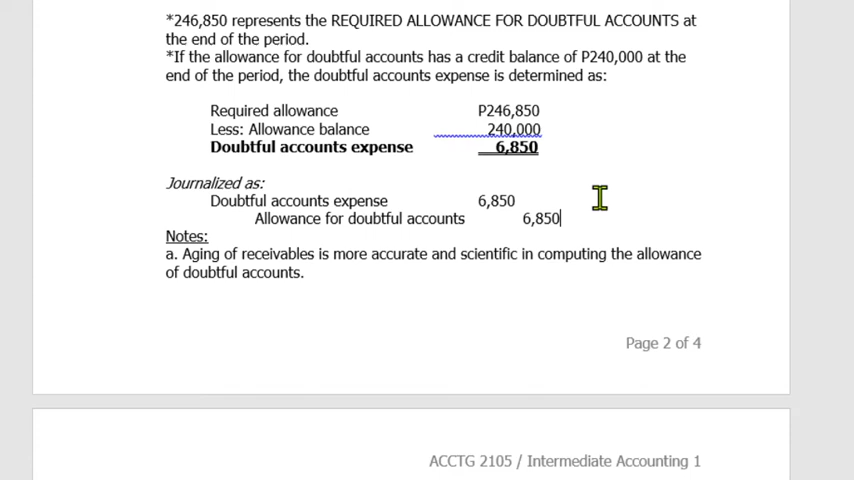 *246,850 represents the REQUIRED ALLOWANCE FOR DOUBTFUL ACCOUNTS at
the end of the period.
*If the allowance for doubtful accounts has a credit balance of P240,000 at the
end of the period, the doubtful accounts expense is determined as:
Required allowance P246,850
Less: Allowance balance 240,000
Doubtful accounts expense 6,850
Journalized as:
Doubtful accounts expense 6,850
Allowance for doubtful accounts 6,850
Notes:
a. Aging of receivables is more accurate and scientific in computing the allowance
of doubtful accounts.
Page 2 of 4
ACCTG 2105 / Intermediate Accounting 1